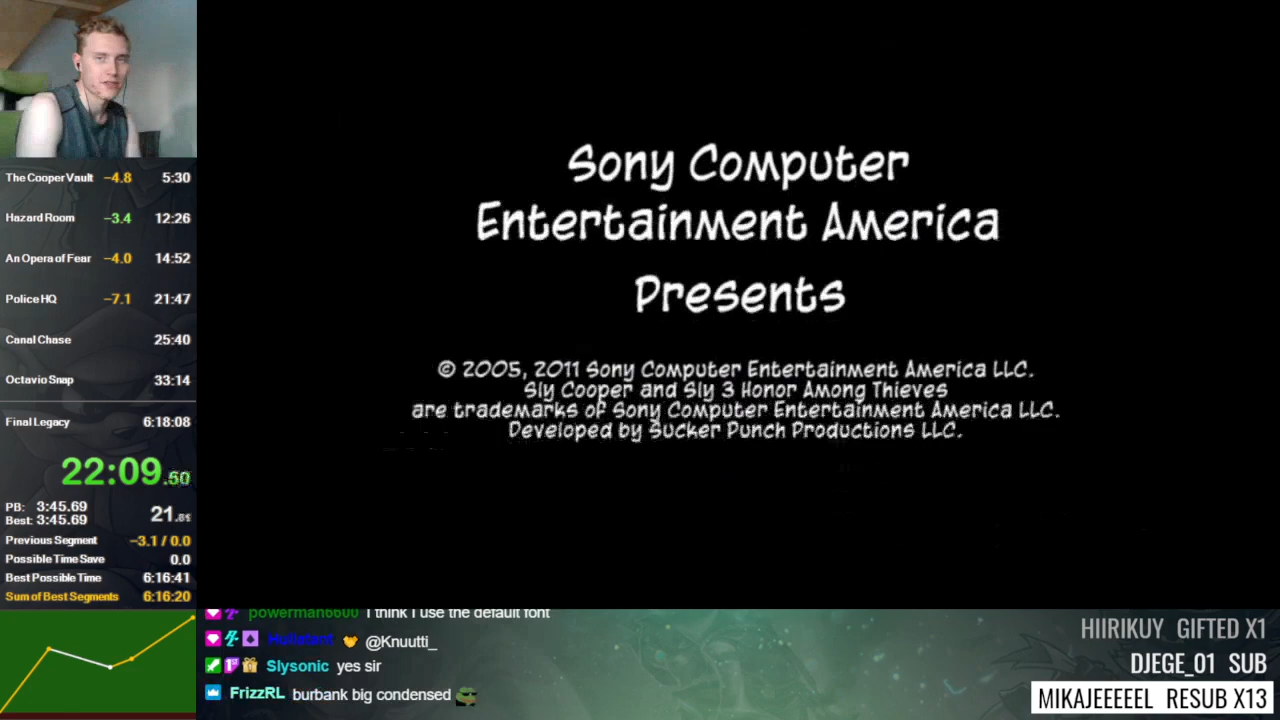 Sony Computer
Entertainment America
Presents
© 2005, 2011 Sony Computer Entertainment America LLC.
Sly Cooper and Sly 3 Honor Among Thieves
are trademarks of Sony Computer Entertainment America LLC.
Developed by Sucker Punch Productions LLC.
The Cooper Vault -4.8 5:30
Hazard Room -3.4 12:26
An Opera of Fear -4.0 14:52
Police HQ -7.1 21:47
Canal Chase 25:40
Octavio Snap 33:14
Final Legacy 6:18:08
22:09
PB: 3:45.69
Best: 3:45.69
21
Previous Segment -3.1 / 0.0
Possible Time Save 0.0
Best Possible Time 6:16:41
Sum of Best Segments 6:16:20
powerman6600 I think I use the default font
@Knuutti_
Slysonic yes sir
FrizzRL burbank big condensed
HIIRIKUY GIFTED X1
DJEGE_01 SUB
MIKAJEEEEEL RESUB X13